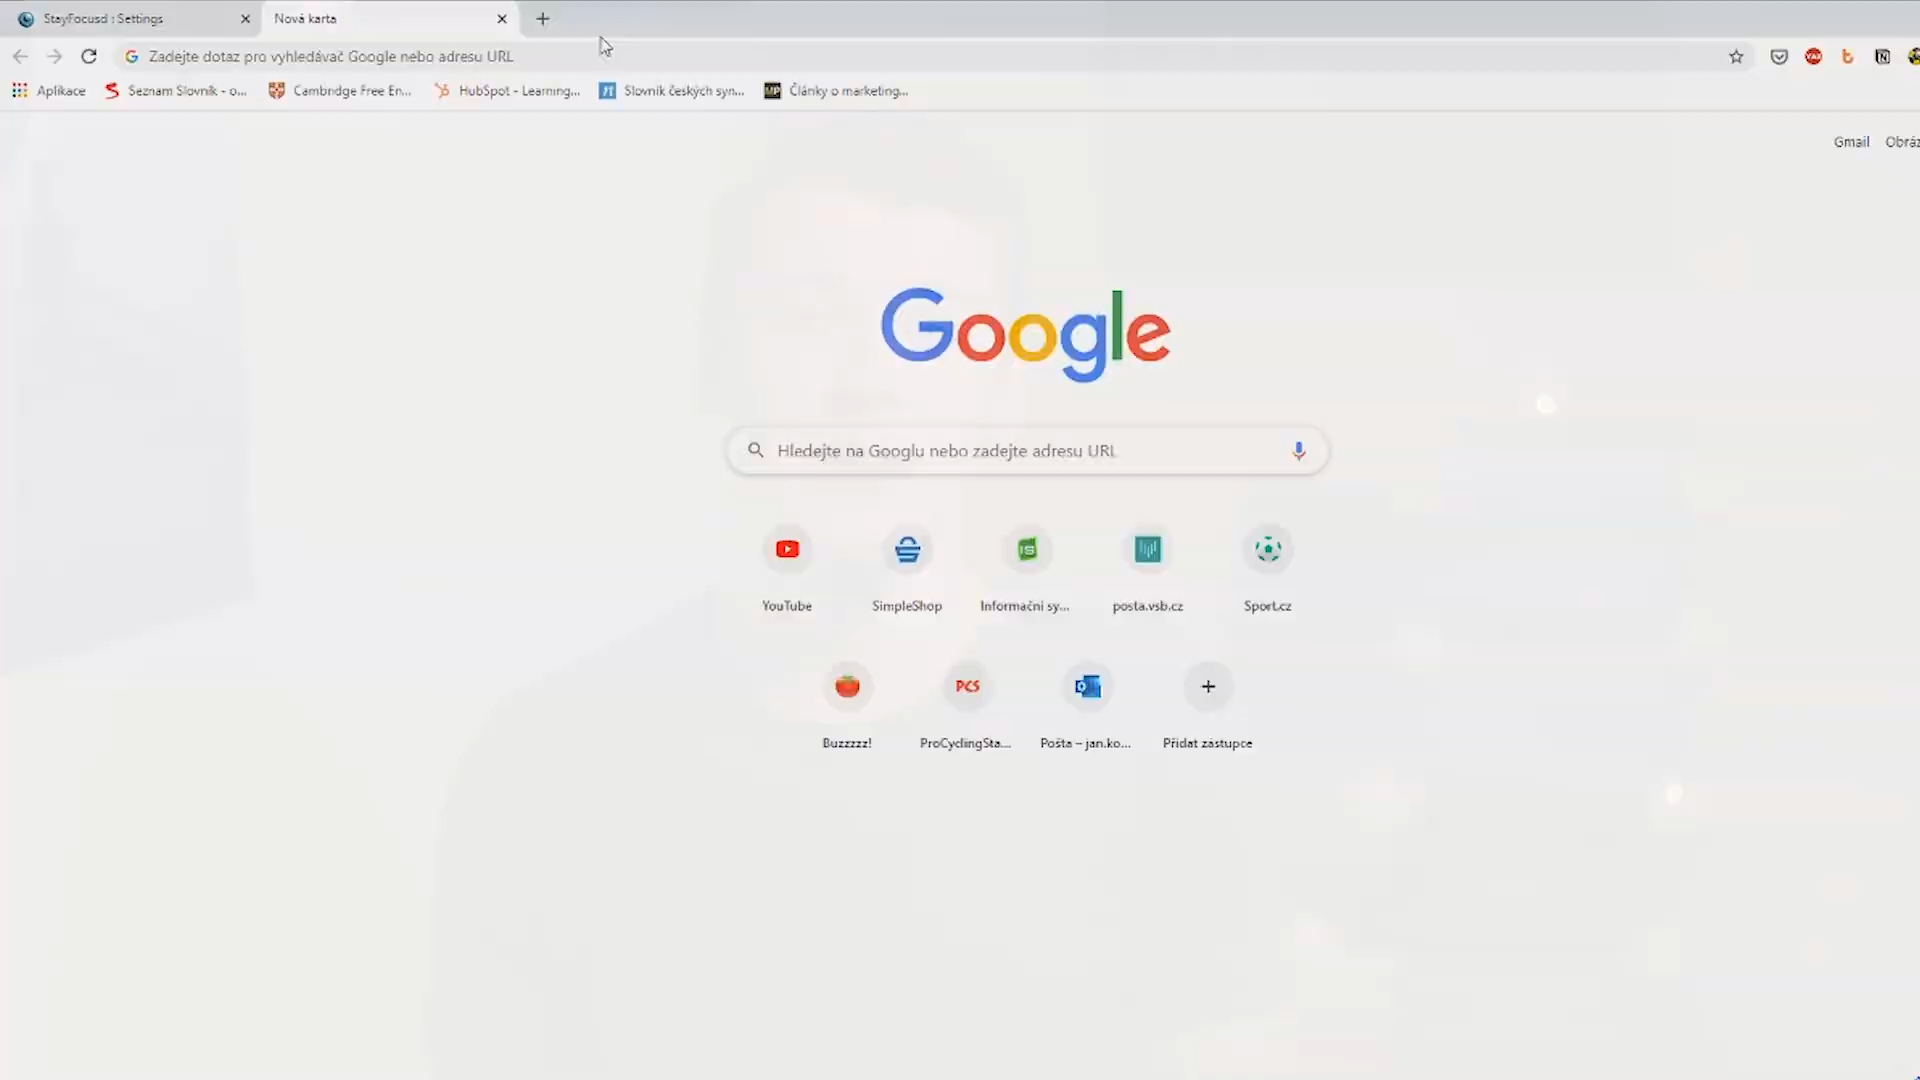 StayFocusd : Settings
Nová karta
Zadejte dotaz pro vyhledávač Google nebo adresu URL
Aplikace
Seznam Slovník - o...
Cambridge Free En...
HubSpot - Learning...
Slovník českých syn...
Články o marketing...
Gmail
Obráz
Google
Hledejte na Googlu nebo zadejte adresu URL
YouTube
SimpleShop
Informační sy...
posta.vsb.cz
Sport.cz
PCS
Buzzzzz!
ProCyclingSta...
Pošta – jan.ko...
Přidat zástupce